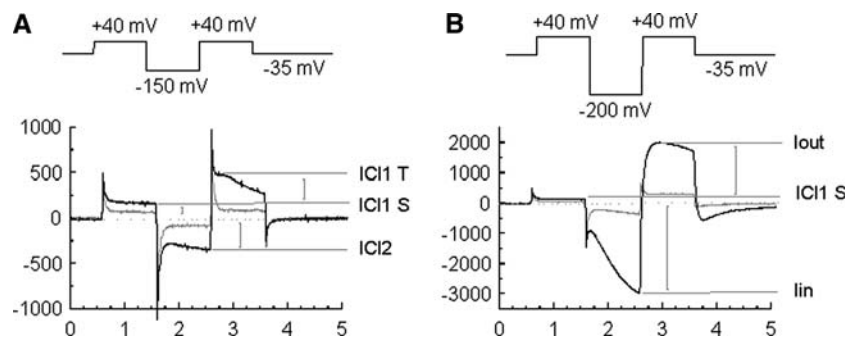 A
+40 mV +40 mV
-35 mV
-150 mV
1000
500
0
-500
-1000
0 1 2 3 4 5
ICl1 T
ICl1 S
ICl2
B
+40 mV +40 mV
-35 mV
-200 mV
2000
1000
0
-1000
-2000
-3000
0 1 2 3 4 5
Iout
ICl1 S
Iin